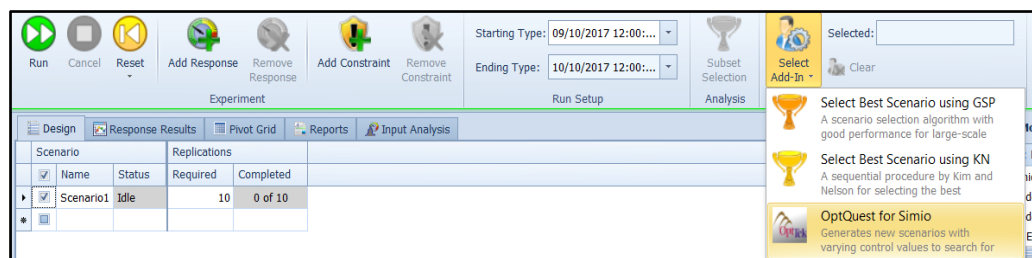 Starting Type: 09/10/2017 12:00:...
Selected:
Run Cancel Reset Add Response Remove Response Add Constraint Remove Constraint
Ending Type: 10/10/2017 12:00:...
Subset Selection
Select Add-In
Clear
Experiment Run Setup Analysis
Select Best Scenario using GSP
A scenario selection algorithm with
good performance for large-scale
Design Response Results Pivot Grid Reports Input Analysis
Scenario Replications
Select Best Scenario using KN
A sequential procedure by Kim and
Nelson for selecting the best
Name Status Required Completed
Scenario1 Idle 10 0 of 10
OptQuest for Simio
Generates new scenarios with
varying control values to search for